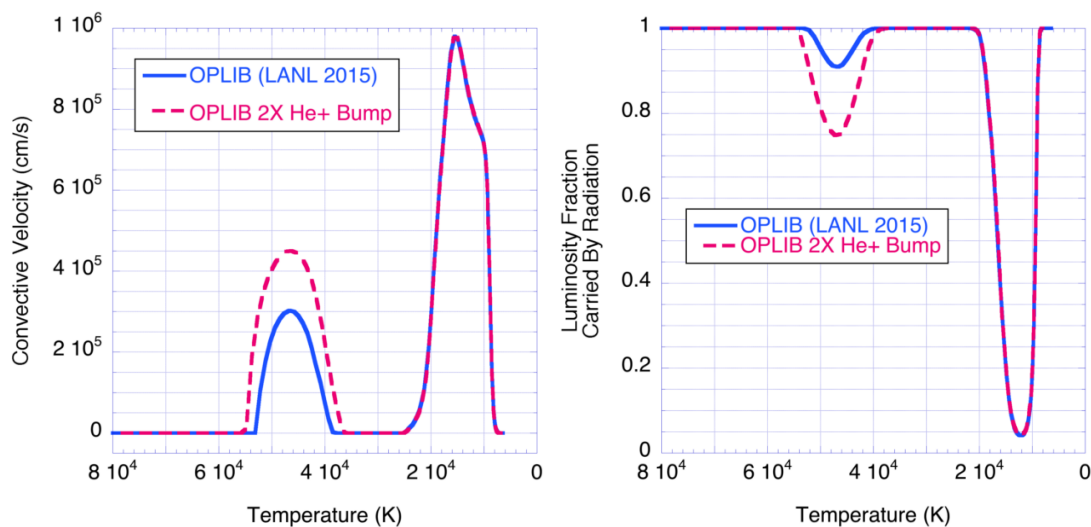 1 10⁶
8 10⁵
6 10⁵
4 10⁵
2 10⁵
0
Convective Velocity (cm/s)
OPLIB (LANL 2015)
OPLIB 2X He+ Bump
8 10⁴
6 10⁴
4 10⁴
2 10⁴
0
Temperature (K)
1
0.8
0.6
0.4
0.2
0
Luminosity Fraction
Carried By Radiation
OPLIB (LANL 2015)
OPLIB 2X He+ Bump
8 10⁴
6 10⁴
4 10⁴
2 10⁴
0
Temperature (K)